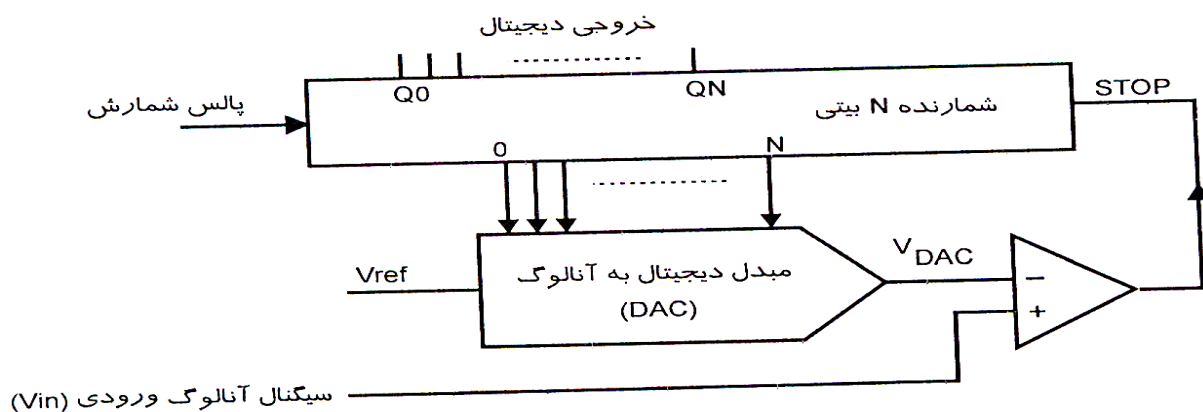 خروجی دیجیتال
Q0
QN
پالس شمارش
شمارنده N بیتی
STOP
0
N
Vref
مبدل دیجیتال به آنالوگ
(DAC)
VDAC
−
+
سیگنال آنالوگ ورودی (Vin)